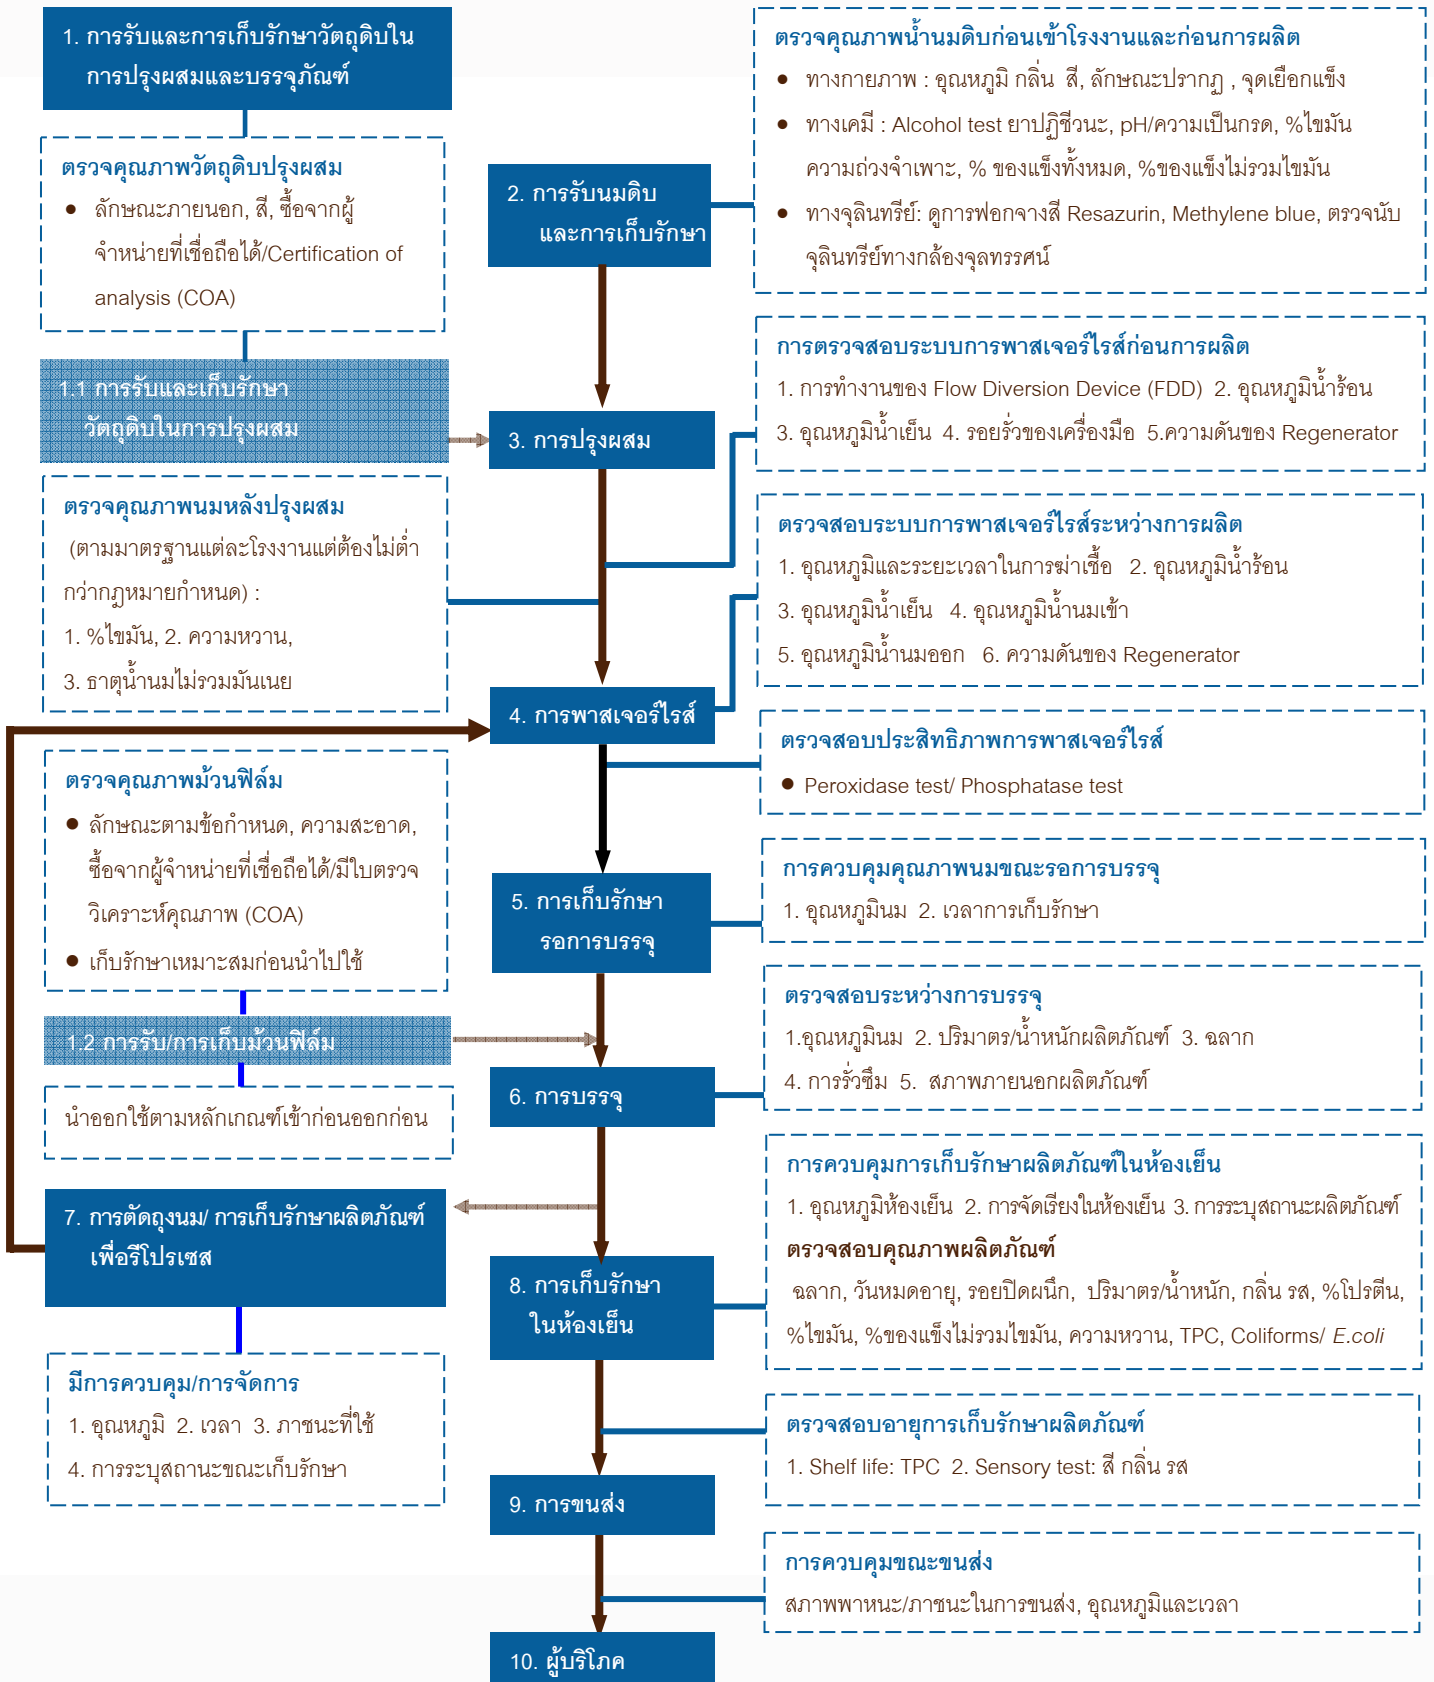 1. การรับและการเก็บรักษาวัตถุดิบใน
การปรุงผสมและบรรจุภัณฑ์
ตรวจคุณภาพวัตถุดิบปรุงผสม
● ลักษณะภายนอก, สี, ซื้อจากผู้
จำหน่ายที่เชื่อถือได้/Certification of
analysis (COA)
1.1 การรับและเก็บรักษา
วัตถุดิบในการปรุงผสม
2. การรับนมดิบ
และการเก็บรักษา
ตรวจคุณภาพน้ำนมดิบก่อนเข้าโรงงานและก่อนการผลิต
● ทางกายภาพ : อุณหภูมิ กลิ่น สี, ลักษณะปรากฏ , จุดเยือกแข็ง
● ทางเคมี : Alcohol test ยาปฏิชีวนะ, pH/ความเป็นกรด, %ไขมัน
ความถ่วงจำเพาะ, % ของแข็งทั้งหมด, %ของแข็งไม่รวมไขมัน
● ทางจุลินทรีย์: ดูการฟอกจางสี Resazurin, Methylene blue, ตรวจนับ
จุลินทรีย์ทางกล้องจุลทรรศน์
3. การปรุงผสม
การตรวจสอบระบบการพาสเจอร์ไรส์ก่อนการผลิต
1. การทำงานของ Flow Diversion Device (FDD) 2. อุณหภูมิน้ำร้อน
3. อุณหภูมิน้ำเย็น 4. รอยรั่วของเครื่องมือ 5.ความดันของ Regenerator
ตรวจคุณภาพนมหลังปรุงผสม
(ตามมาตรฐานแต่ละโรงงานแต่ต้องไม่ต่ำ
กว่ากฎหมายกำหนด) :
1. %ไขมัน, 2. ความหวาน,
3. ธาตุน้ำนมไม่รวมมันเนย
ตรวจสอบระบบการพาสเจอร์ไรส์ระหว่างการผลิต
1. อุณหภูมิและระยะเวลาในการฆ่าเชื้อ 2. อุณหภูมิน้ำร้อน
3. อุณหภูมิน้ำเย็น 4. อุณหภูมิน้ำนมเข้า
5. อุณหภูมิน้ำนมออก 6. ความดันของ Regenerator
4. การพาสเจอร์ไรส์
ตรวจสอบประสิทธิภาพการพาสเจอร์ไรส์
● Peroxidase test/ Phosphatase test
ตรวจคุณภาพม้วนฟิล์ม
● ลักษณะตามข้อกำหนด, ความสะอาด,
ซื้อจากผู้จำหน่ายที่เชื่อถือได้/มีใบตรวจ
วิเคราะห์คุณภาพ (COA)
● เก็บรักษาเหมาะสมก่อนนำไปใช้
1.2 การรับ/การเก็บม้วนฟิล์ม
นำออกใช้ตามหลักเกณฑ์เข้าก่อนออกก่อน
5. การเก็บรักษา
รอการบรรจุ
การควบคุมคุณภาพนมขณะรอการบรรจุ
1. อุณหภูมินม 2. เวลาการเก็บรักษา
6. การบรรจุ
ตรวจสอบระหว่างการบรรจุ
1.อุณหภูมินม 2. ปริมาตร/น้ำหนักผลิตภัณฑ์ 3. ฉลาก
4. การรั่วซึม 5. สภาพภายนอกผลิตภัณฑ์
7. การตัดถุงนม/ การเก็บรักษาผลิตภัณฑ์
เพื่อรีโปรเซส
มีการควบคุม/การจัดการ
1. อุณหภูมิ 2. เวลา 3. ภาชนะที่ใช้
4. การระบุสถานะขณะเก็บรักษา
8. การเก็บรักษา
ในห้องเย็น
การควบคุมการเก็บรักษาผลิตภัณฑ์ในห้องเย็น
1. อุณหภูมิห้องเย็น 2. การจัดเรียงในห้องเย็น 3. การระบุสถานะผลิตภัณฑ์
ตรวจสอบคุณภาพผลิตภัณฑ์
ฉลาก, วันหมดอายุ, รอยปิดผนึก, ปริมาตร/น้ำหนัก, กลิ่น รส, %โปรตีน,
%ไขมัน, %ของแข็งไม่รวมไขมัน, ความหวาน, TPC, Coliforms/ E.coli
ตรวจสอบอายุการเก็บรักษาผลิตภัณฑ์
1. Shelf life: TPC 2. Sensory test: สี กลิ่น รส
9. การขนส่ง
การควบคุมขณะขนส่ง
สภาพพาหนะ/ภาชนะในการขนส่ง, อุณหภูมิและเวลา
10. ผู้บริโภค